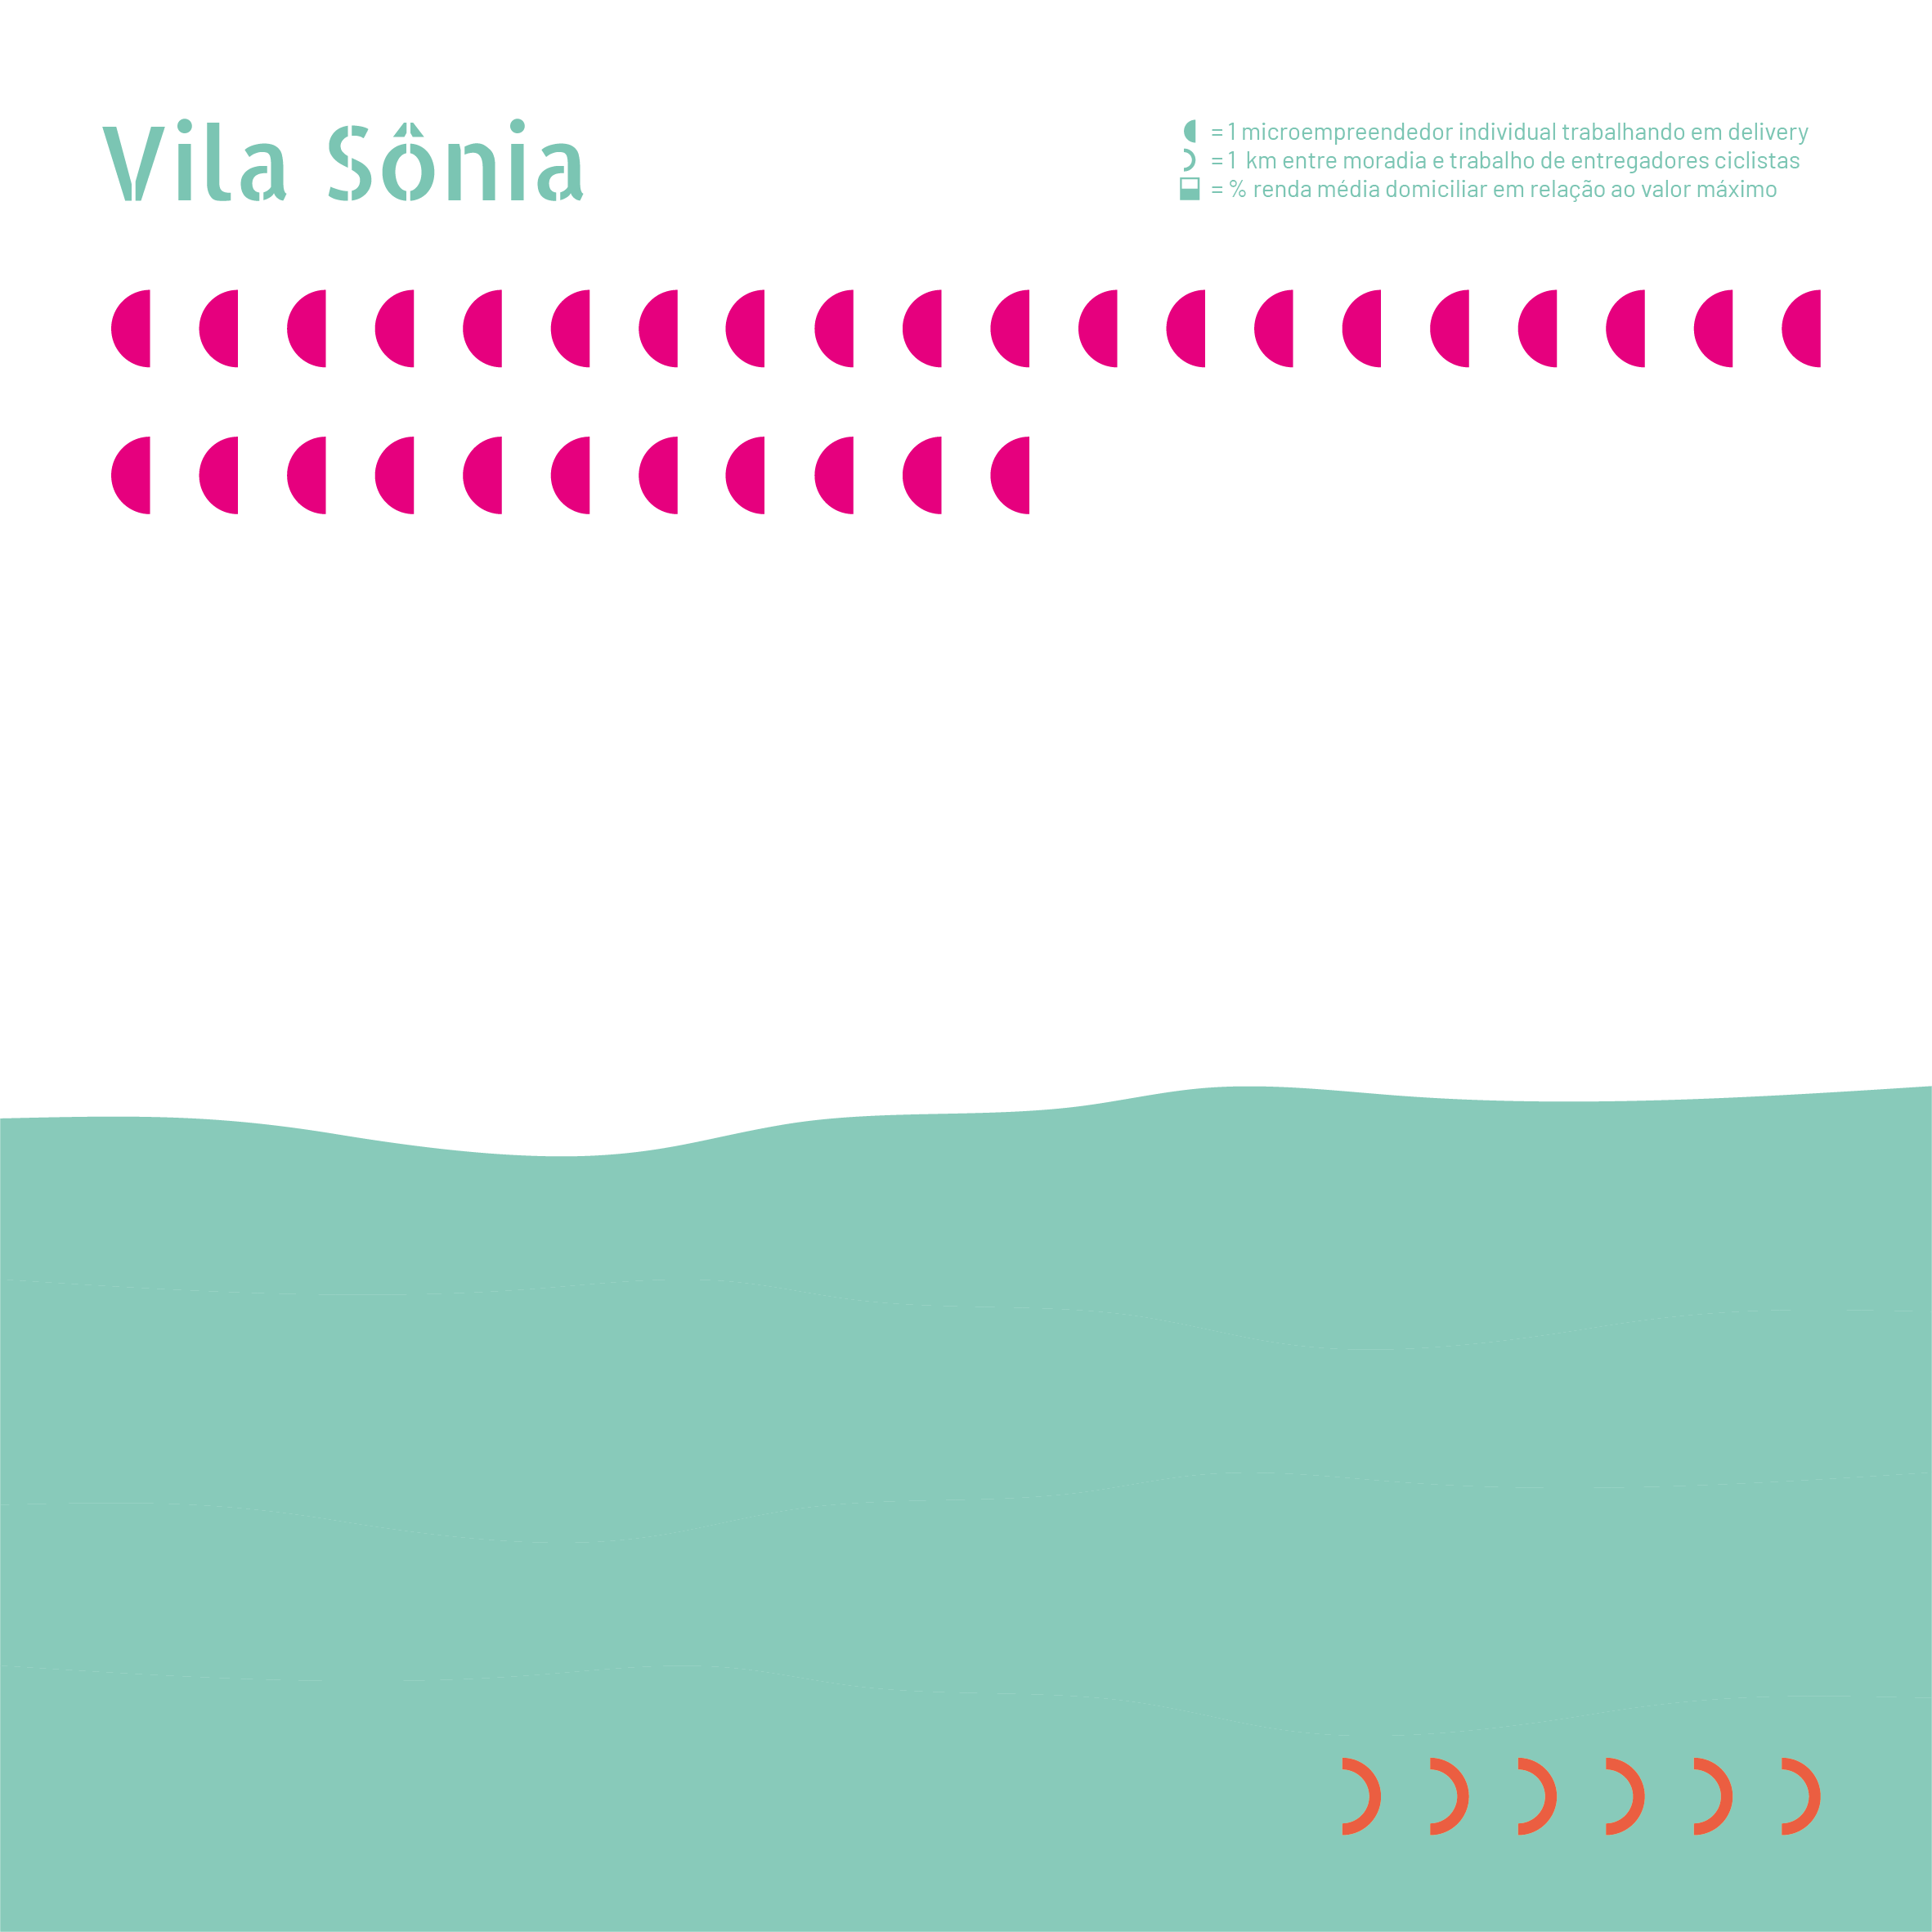 Vila Sônia
= 1 microempreendedor individual trabalhando em delivery
= 1 km entre moradia e trabalho de entregadores ciclistas
= % renda média domiciliar em relação ao valor máximo